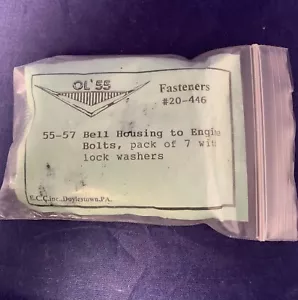 OL'55
Fasteners
#20-446
55-57 Bell Housing to Engine
Bolts, pack of 7 with
lock washers
E.C.C.inc., Doylestown, PA.